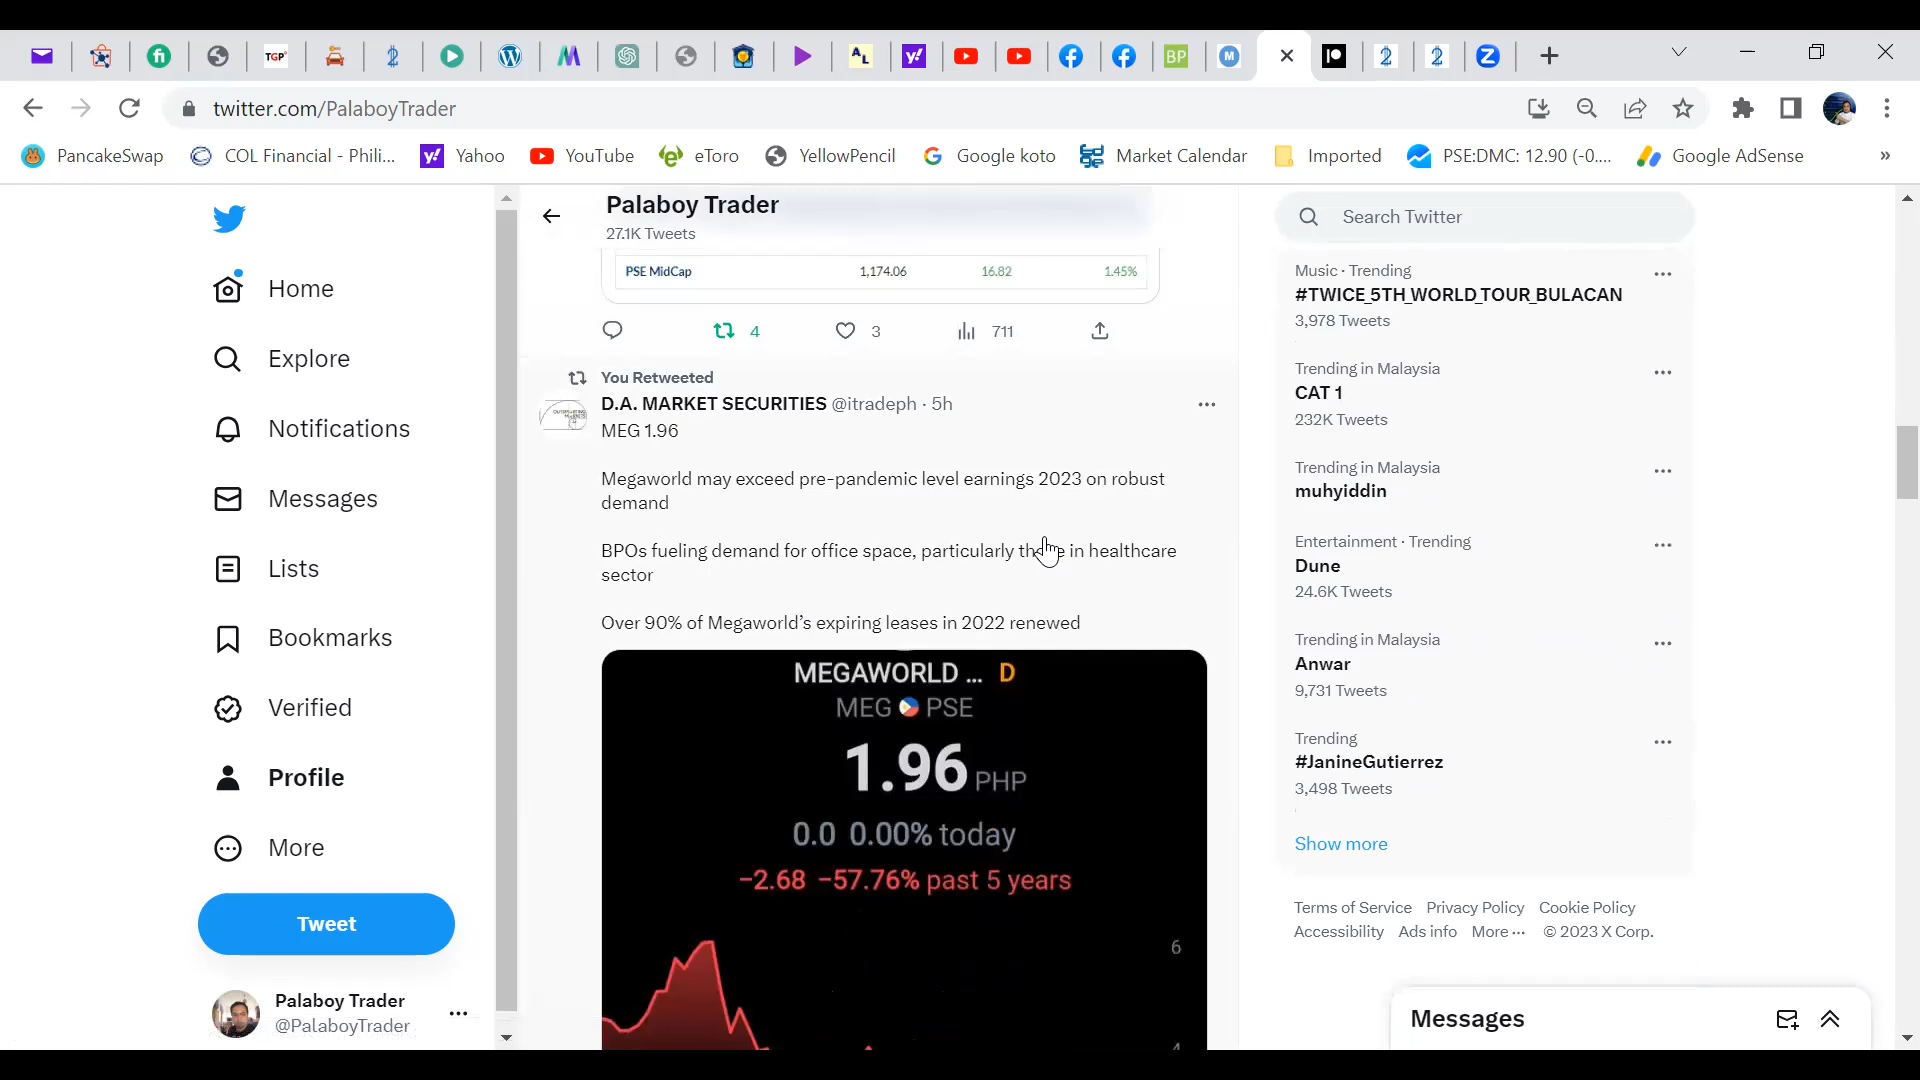 TGP
AL
y!
BP
M
twitter.com/PalaboyTrader
PancakeSwap
COL Financial - Phili...
Yahoo
YouTube
eToro
YellowPencil
Google koto
Market Calendar
Imported
PSE:DMC: 12.90 (-0....
Google AdSense
»
Home
Explore
Notifications
Messages
Lists
Bookmarks
Verified
Profile
More
Tweet
Palaboy Trader
@PalaboyTrader
Palaboy Trader
27.1K Tweets
PSE MidCap 1,174.06 16.82 1.45%
4 3 711
You Retweeted
D.A. MARKET SECURITIES @itradeph · 5h
MEG 1.96
Megaworld may exceed pre-pandemic level earnings 2023 on robust
demand
BPOs fueling demand for office space, particularly those in healthcare
sector
Over 90% of Megaworld’s expiring leases in 2022 renewed
MEGAWORLD ... D
MEG PSE
1.96 PHP
0.0 0.00% today
−2.68 −57.76% past 5 years
6
4
Search Twitter
Music · Trending
#TWICE_5TH_WORLD_TOUR_BULACAN
3,978 Tweets
Trending in Malaysia
CAT 1
232K Tweets
Trending in Malaysia
muhyiddin
Entertainment · Trending
Dune
24.6K Tweets
Trending in Malaysia
Anwar
9,731 Tweets
Trending
#JanineGutierrez
3,498 Tweets
Show more
Terms of Service Privacy Policy Cookie Policy
Accessibility Ads info More ··· © 2023 X Corp.
Messages